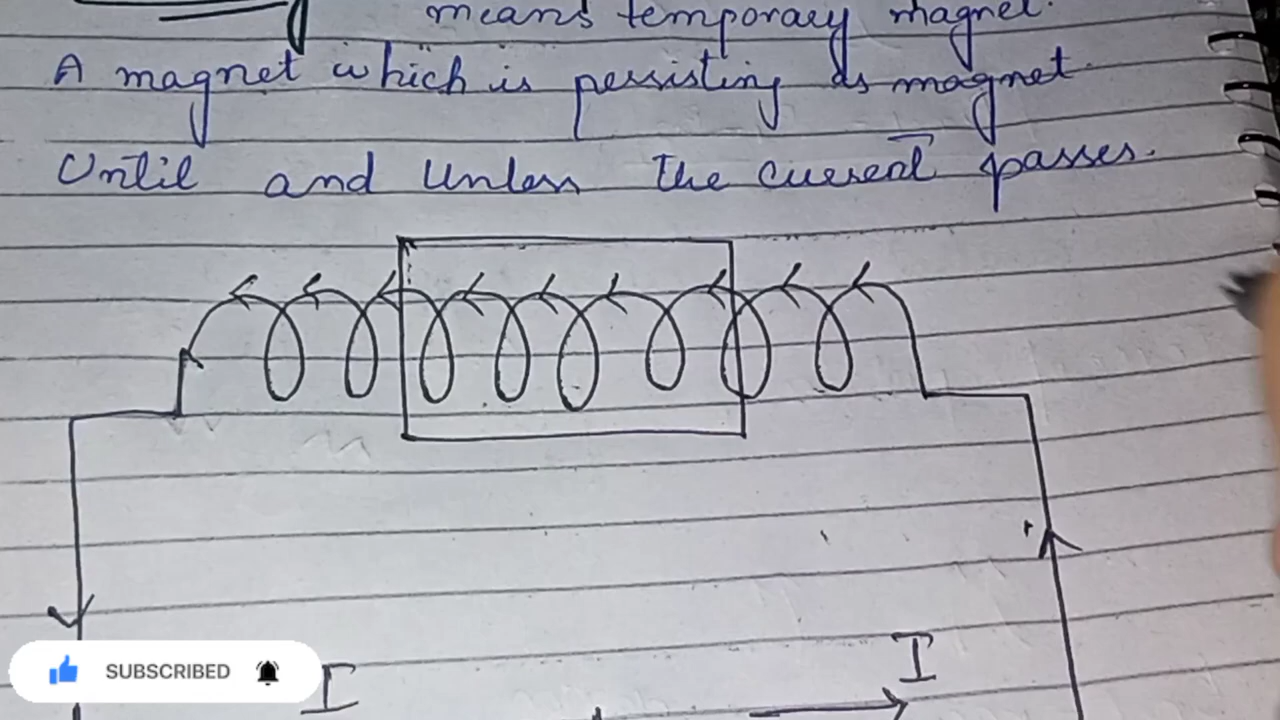 means temporary magnet.
A magnet which is persisting as magnet
Until and Unless the current passes.
I
I
SUBSCRIBED